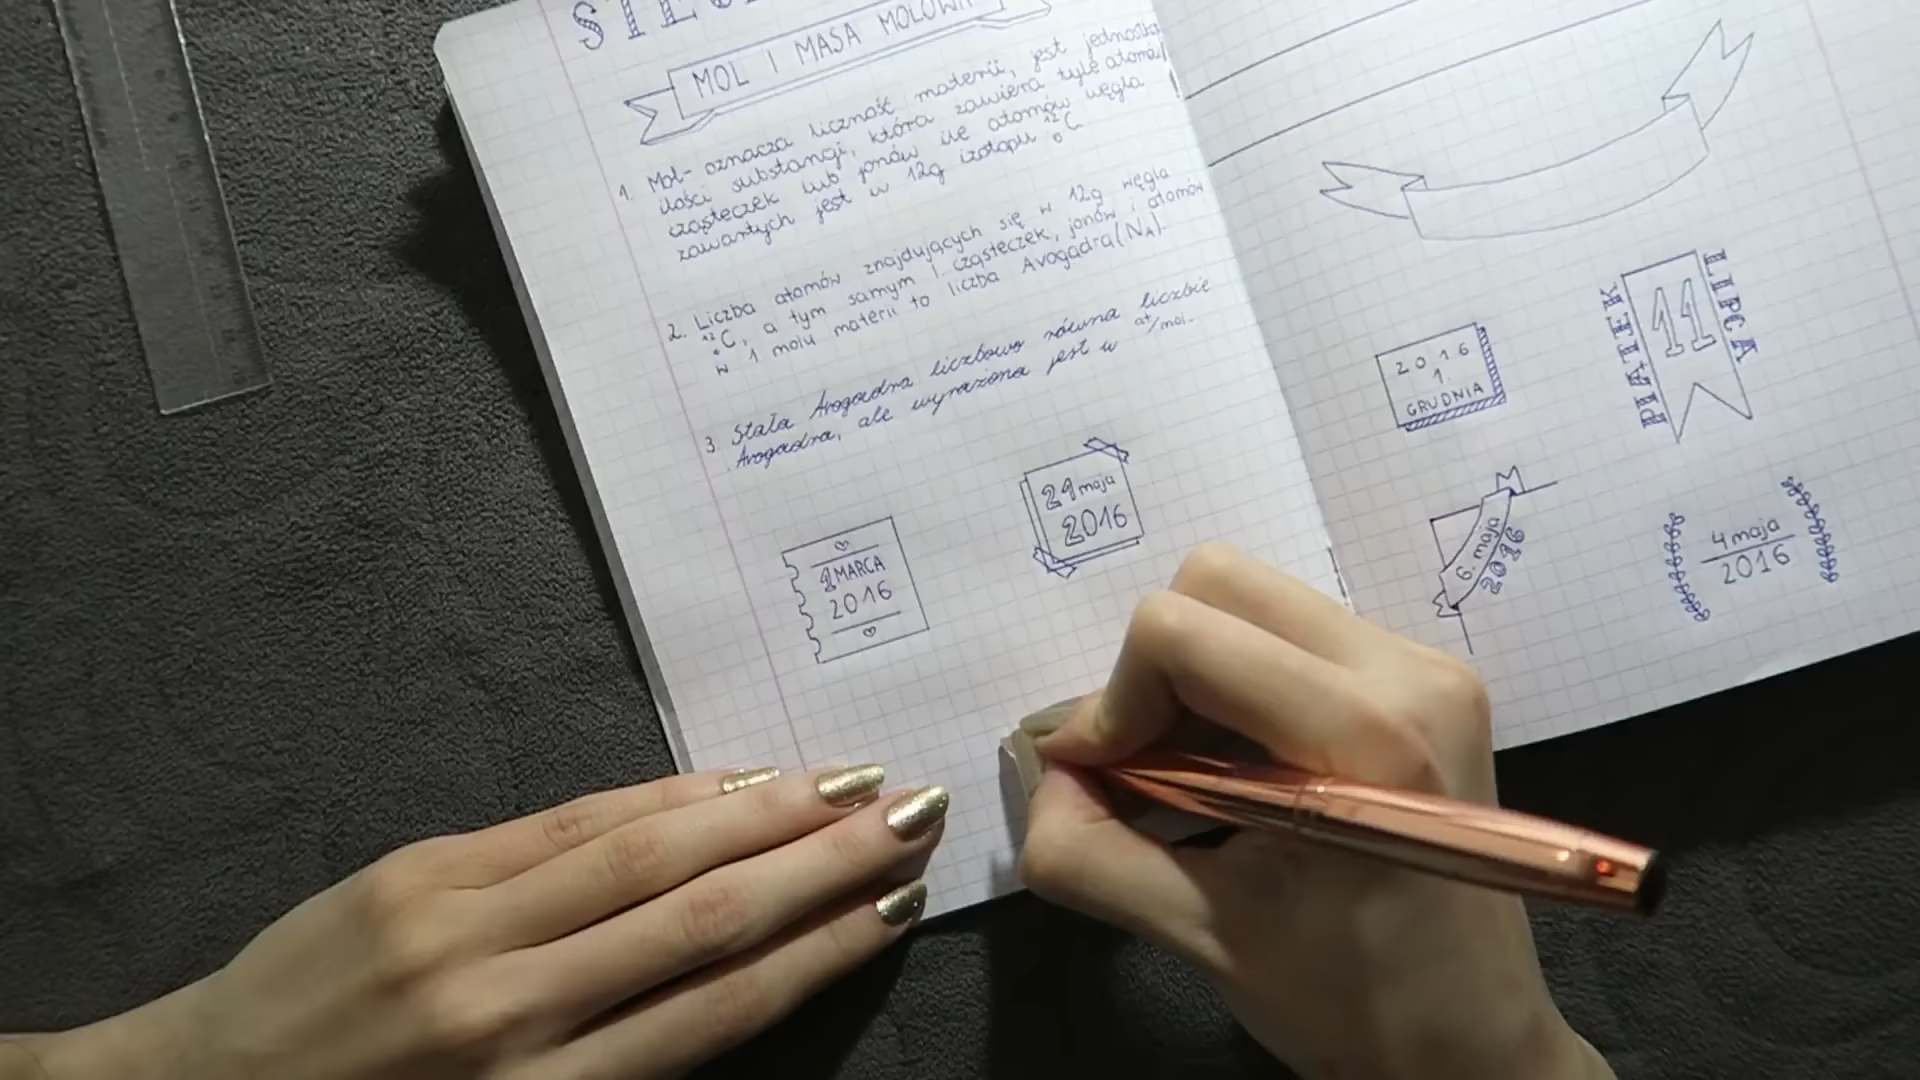 MOL I MASA MOLOWA
1. Mol- oznacza liczność materii, jest jednostką
ilości substancji, która zawiera tyle atomów,
cząsteczek lub jonów ile atomów węgla
zawartych jest w 12g izotopu ¹²₆C
2. Liczba atomów znajdujących się w 12g węgla
¹²₆C, a tym samym l. cząsteczek, jonów i atomów
w 1 molu materii to liczba Avogadra (Nₐ).
3 Stała Avogadra liczbowo równa liczbie
Avogadra, ale wyrażona jest w at/mol.
1 MARCA
2016
21 maja
2016
2016
1.
GRUDNIA
PIĄTEK
11
LIPCA
6. maja
2016
4 maja
2016